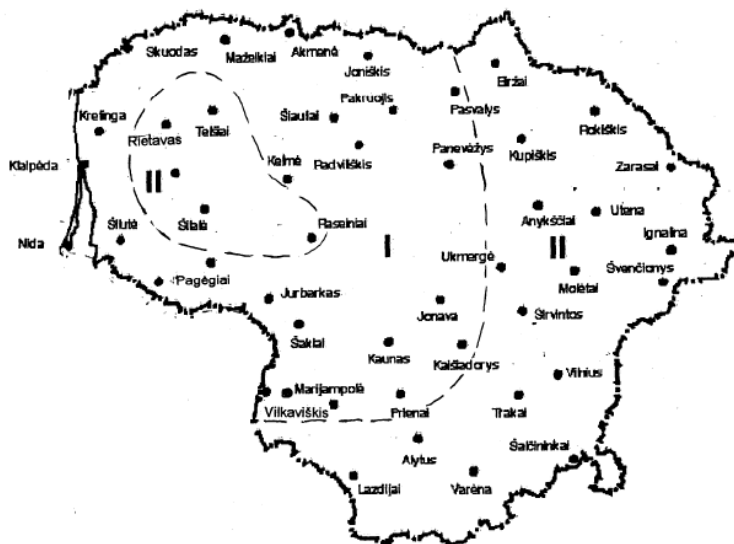 Skuodas
Mažeikiai
Akmenė
Joniškis
Biržai
Pakruojis
Pasvalys
Kretinga
Rietavas
Telšiai
Šiauliai
Rokiškis
Radviliškis
Panevėžys
Kupiškis
Klaipėda
Kelmė
Zarasai
II
Šilutė
Šilalė
Raseiniai
Anykščiai
Utena
Nida
I
II
Ignalina
Ukmergė
Švenčionys
Pagėgiai
Molėtai
Jurbarkas
Jonava
Širvintos
Šakiai
Kaunas
Kaišiadorys
Vilnius
Marijampolė
Vilkaviškis
Prienai
Trakai
Alytus
Šalčininkai
Lazdijai
Varėna